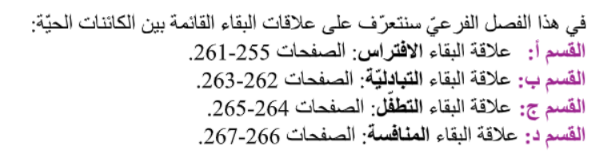 في هذا الفصل الفرعيّ سنتعرّف على علاقات البقاء القائمة بين الكائنات الحيّة:
القسم أ: علاقة البقاء الافتراس: الصفحات 255-261.
القسم ب: علاقة البقاء التبادليّة: الصفحات 262-263.
القسم ج: علاقة البقاء التطفّل: الصفحات 264-265.
القسم د: علاقة البقاء المنافسة: الصفحات 266-267.